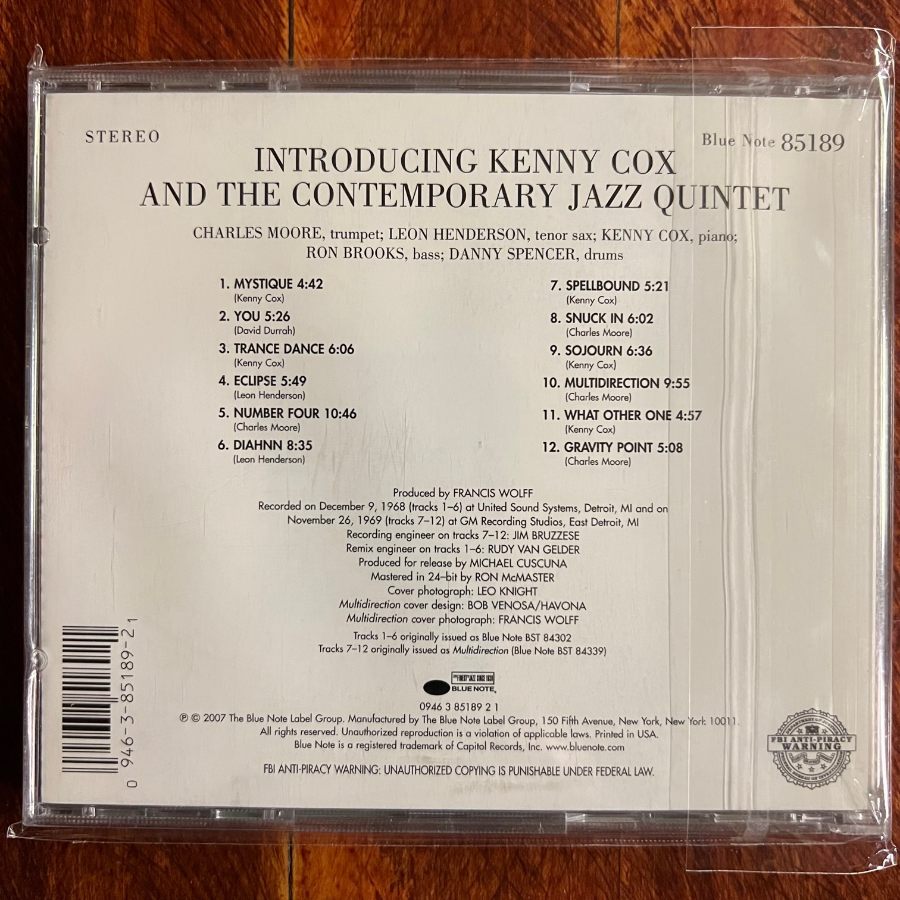 STEREO
Blue Note 85189
INTRODUCING KENNY COX
AND THE CONTEMPORARY JAZZ QUINTET
CHARLES MOORE, trumpet; LEON HENDERSON, tenor sax; KENNY COX, piano;
RON BROOKS, bass; DANNY SPENCER, drums
1. MYSTIQUE 4:42
(Kenny Cox)
2. YOU 5:26
(David Durrah)
3. TRANCE DANCE 6:06
(Kenny Cox)
4. ECLIPSE 5:49
(Leon Henderson)
5. NUMBER FOUR 10:46
(Charles Moore)
6. DIAHNN 8:35
(Leon Henderson)
7. SPELLBOUND 5:21
(Kenny Cox)
8. SNUCK IN 6:02
(Charles Moore)
9. SOJOURN 6:36
(Kenny Cox)
10. MULTIDIRECTION 9:55
(Charles Moore)
11. WHAT OTHER ONE 4:57
(Kenny Cox)
12. GRAVITY POINT 5:08
(Charles Moore)
Produced by FRANCIS WOLFF
Recorded on December 9, 1968 (tracks 1–6) at United Sound Systems, Detroit, MI and on
November 26, 1969 (tracks 7–12) at GM Recording Studios, East Detroit, MI
Recording engineer on tracks 7–12: JIM BRUZZESE
Remix engineer on tracks 1–6: RUDY VAN GELDER
Produced for release by MICHAEL CUSCUNA
Mastered in 24-bit by RON McMASTER
Cover photograph: LEO KNIGHT
Multidirection cover design: BOB VENOSA/HAVONA
Multidirection cover photograph: FRANCIS WOLFF
Tracks 1–6 originally issued as Blue Note BST 84302
Tracks 7–12 originally issued as Multidirection (Blue Note BST 84339)
BLUE NOTE
0946 3 85189 2 1
℗ © 2007 The Blue Note Label Group. Manufactured by The Blue Note Label Group, 150 Fifth Avenue, New York, New York 10011.
All rights reserved. Unauthorized reproduction is a violation of applicable laws. Printed in USA.
Blue Note is a registered trademark of Capitol Records, Inc. www.bluenote.com
FBI ANTI-PIRACY WARNING: UNAUTHORIZED COPYING IS PUNISHABLE UNDER FEDERAL LAW.
0 946-3-85189-2 1
FBI ANTI-PIRACY
WARNING